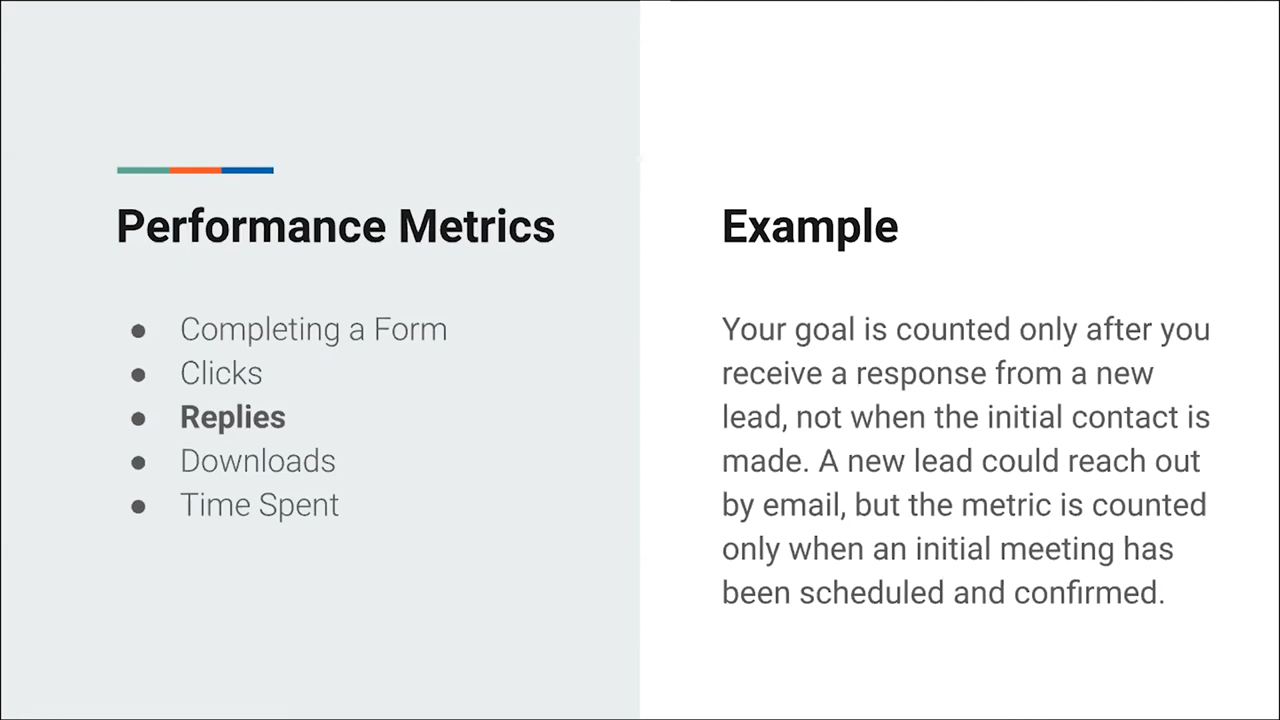 Performance Metrics
Completing a Form
Clicks
Replies
Downloads
Time Spent
Example
Your goal is counted only after you
receive a response from a new
lead, not when the initial contact is
made. A new lead could reach out
by email, but the metric is counted
only when an initial meeting has
been scheduled and confirmed.